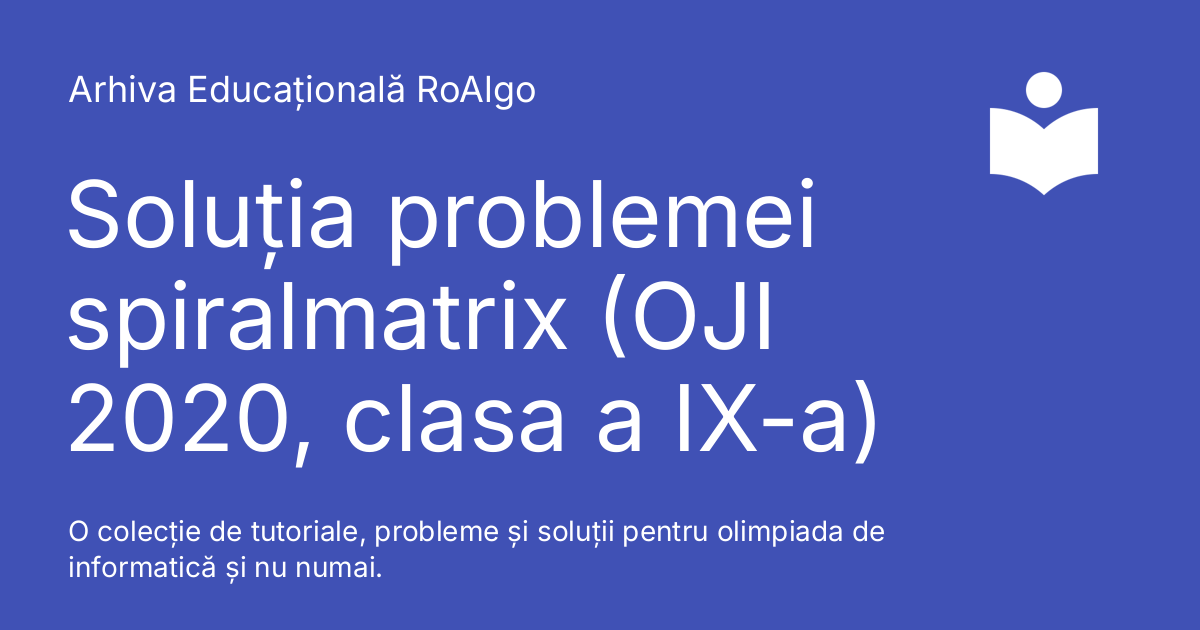 Arhiva Educațională RoAlgo
Soluția problemei
spiralmatrix (OJI
2020, clasa a IX-a)
O colecție de tutoriale, probleme și soluții pentru olimpiada de
informatică și nu numai.